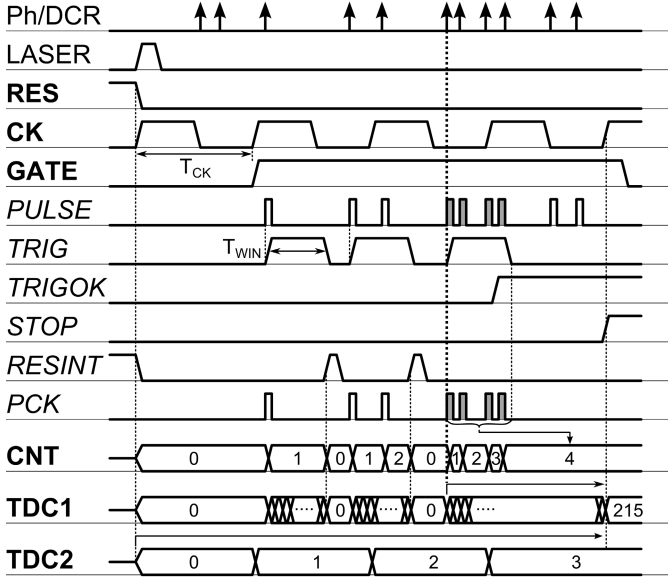 Ph/DCR
LASER
RES
CK
T_CK
GATE
PULSE
TRIG T_WIN
TRIGOK
STOP
RESINT
PCK
CNT 0 1 0 1 2 0 1 2 3 4
TDC1 0 ···· 0 ···· 0 ···· 215
TDC2 0 1 2 3